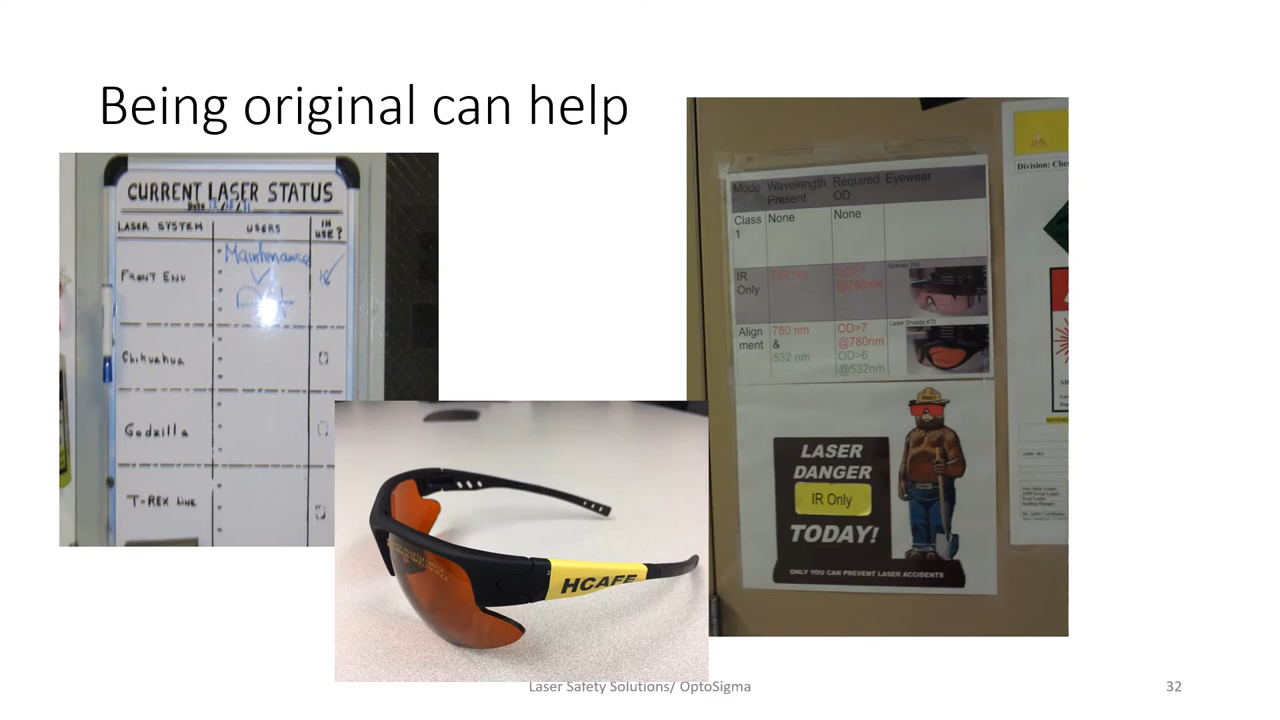 Being original can help
CURRENT LASER STATUS
LASER SYSTEM
USERS
IN USE?
Maintenance
FRONT END
Chihuahua
Godzilla
T-REX LINE
HCAFE
Mode
Wavelength Present
Required OD
Eyewear
Class 1
None
None
IR Only
780 nm
OD>7
@780nm
Alignment
780 nm
&
532 nm
OD>7
@780nm
OD>6
@532nm
Laser Shields
LASER
DANGER
IR Only
TODAY!
ONLY YOU CAN PREVENT LASER ACCIDENTS
Division:
Laser Safety Solutions/ OptoSigma
32